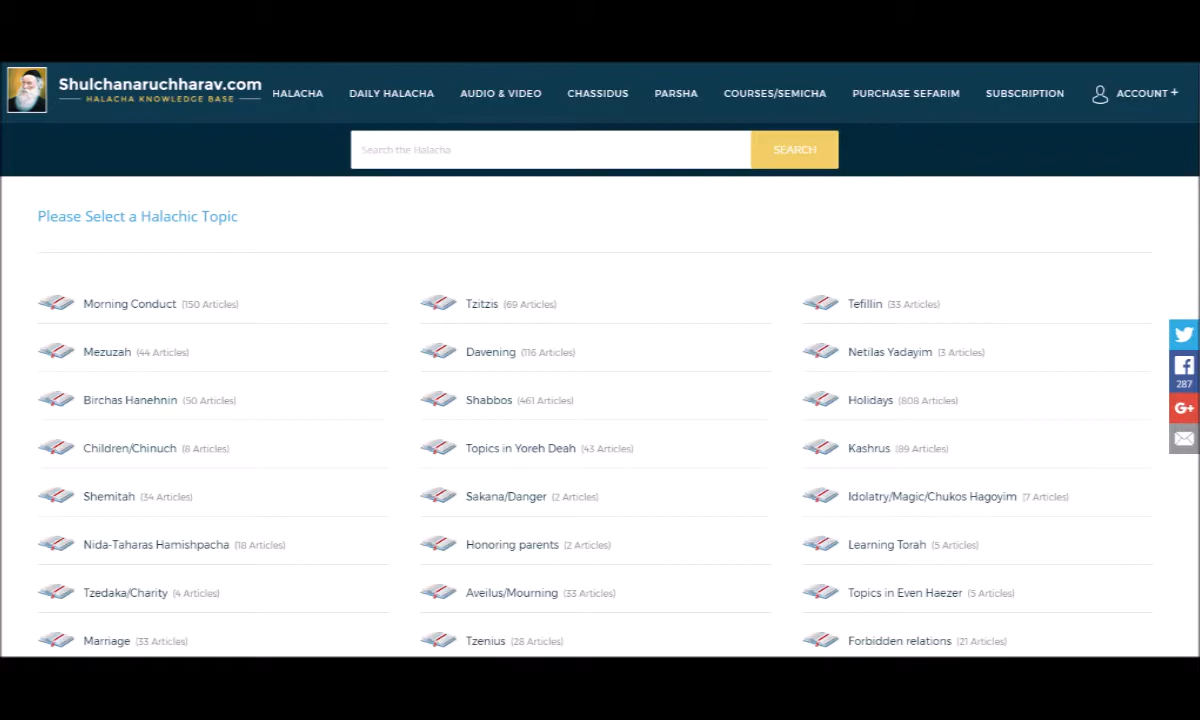 Shulchanaruchharav.com
HALACHA KNOWLEDGE BASE
HALACHA DAILY HALACHA AUDIO & VIDEO CHASSIDUS PARSHA COURSES/SEMICHA PURCHASE SEFARIM SUBSCRIPTION ACCOUNT +
Search the Halacha SEARCH
Please Select a Halachic Topic
Morning Conduct (150 Articles) Tzitzis (69 Articles) Tefillin (33 Articles)
Mezuzah (44 Articles) Davening (116 Articles) Netilas Yadayim (3 Articles)
Birchas Hanehnin (50 Articles) Shabbos (461 Articles) Holidays (808 Articles)
287
G+
Children/Chinuch (8 Articles) Topics in Yoreh Deah (43 Articles) Kashrus (89 Articles)
Shemitah (34 Articles) Sakana/Danger (2 Articles) Idolatry/Magic/Chukos Hagoyim (7 Articles)
Nida-Taharas Hamishpacha (18 Articles) Honoring parents (2 Articles) Learning Torah (5 Articles)
Tzedaka/Charity (4 Articles) Aveilus/Mourning (33 Articles) Topics in Even Haezer (5 Articles)
Marriage (33 Articles) Tzenius (28 Articles) Forbidden relations (21 Articles)